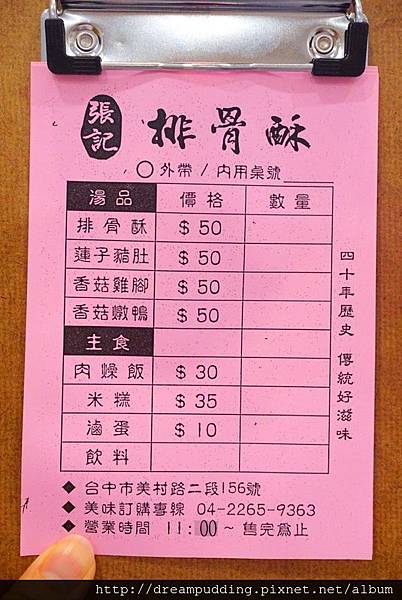 張記 排骨酥
○外帶 / 內用桌號
湯品 價格 數量
排骨酥 $50
蓮子豬肚 $50
香菇雞腳 $50
香菇燉鴨 $50
主食
肉燥飯 $30
米糕 $35
滷蛋 $10
飲料
四十年歷史 傳統好滋味
◆ 台中市美村路二段156號
◆ 美味訂購專線 04-2265-9363
◆ 營業時間 11:00~售完為止
http://dreampudding.pixnet.net/album